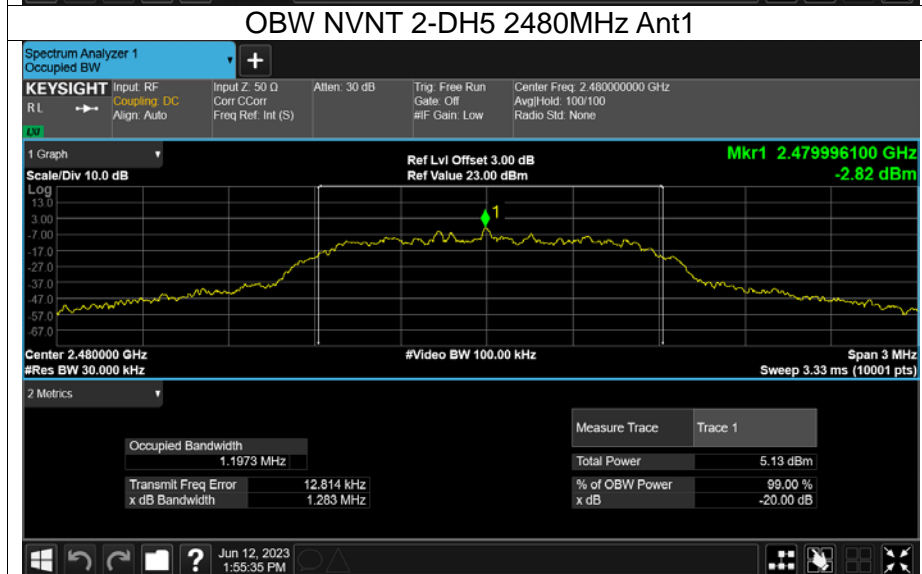 OBW NVNT 2-DH5 2480MHz Ant1
Spectrum Analyzer 1
Occupied BW
+
KEYSIGHT Input: RF Input Z: 50 Ω Atten: 30 dB Trig: Free Run Center Freq: 2.480000000 GHz
RL Coupling: DC Corr CCorr Gate: Off Avg|Hold: 100/100
Align: Auto Freq Ref: Int (S) #IF Gain: Low Radio Std: None
LXI
1 Graph Ref Lvl Offset 3.00 dB Mkr1 2.479996100 GHz
Scale/Div 10.0 dB Ref Value 23.00 dBm -2.82 dBm
Log
13.0
3.00
-7.00
-17.0
-27.0
-37.0
-47.0
-57.0
-67.0
1
Center 2.480000 GHz #Video BW 100.00 kHz Span 3 MHz
#Res BW 30.000 kHz Sweep 3.33 ms (10001 pts)
2 Metrics
Measure Trace Trace 1
Occupied Bandwidth
1.1973 MHz Total Power 5.13 dBm
Transmit Freq Error 12.814 kHz % of OBW Power 99.00 %
x dB Bandwidth 1.283 MHz x dB -20.00 dB
? Jun 12, 2023
1:55:35 PM